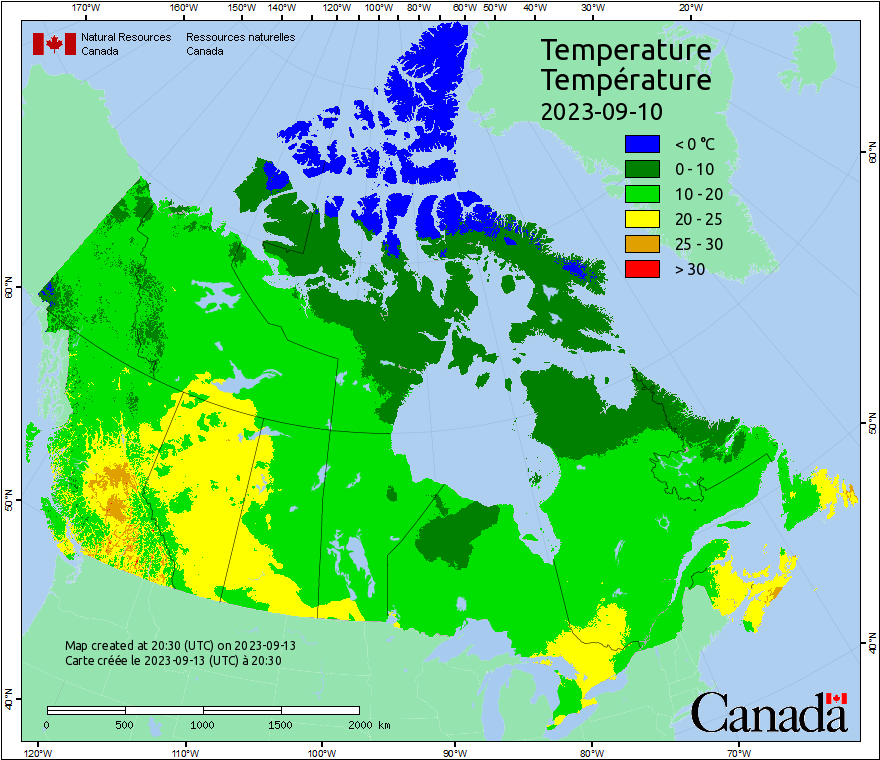 170°W 160°W 150°W 140°W 120°W 100°W 80°W 60°W 50°W 40°W 30°W 20°W
Natural Resources Canada
Ressources naturelles Canada
Temperature
Température
2023-09-10
< 0 °C
0 - 10
10 - 20
20 - 25
25 - 30
> 30
60°N
50°N
40°N
60°N
50°N
40°N
Map created at 20:30 (UTC) on 2023-09-13
Carte créée le 2023-09-13 (UTC) à 20:30
0 500 1000 1500 2000 km
Canada
120°W 110°W 100°W 90°W 80°W 70°W